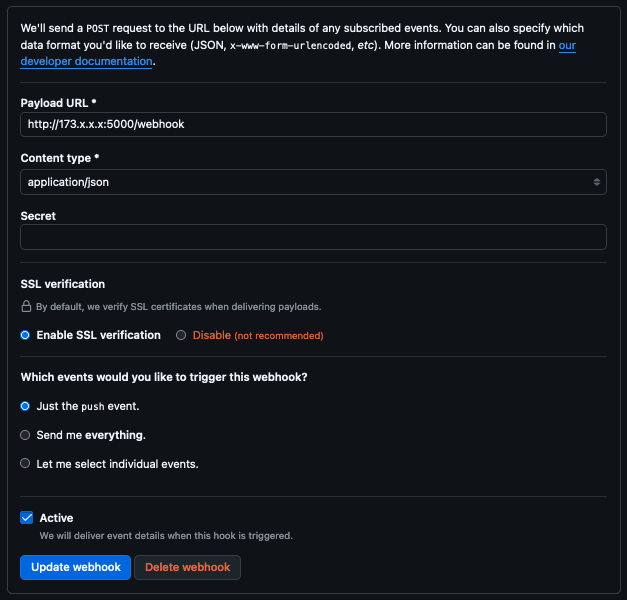 We'll send a POST request to the URL below with details of any subscribed events. You can also specify which
data format you'd like to receive (JSON, x-www-form-urlencoded, etc). More information can be found in our
developer documentation.
Payload URL *
http://173.x.x.x:5000/webhook
Content type *
application/json
Secret
SSL verification
By default, we verify SSL certificates when delivering payloads.
Enable SSL verification Disable (not recommended)
Which events would you like to trigger this webhook?
Just the push event.
Send me everything.
Let me select individual events.
Active
We will deliver event details when this hook is triggered.
Update webhook Delete webhook